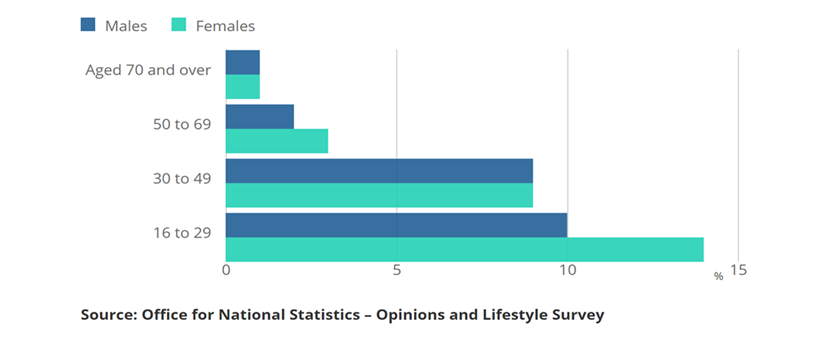 Males Females
Aged 70 and over
50 to 69
30 to 49
16 to 29
0 5 10 % 15
Source: Office for National Statistics – Opinions and Lifestyle Survey